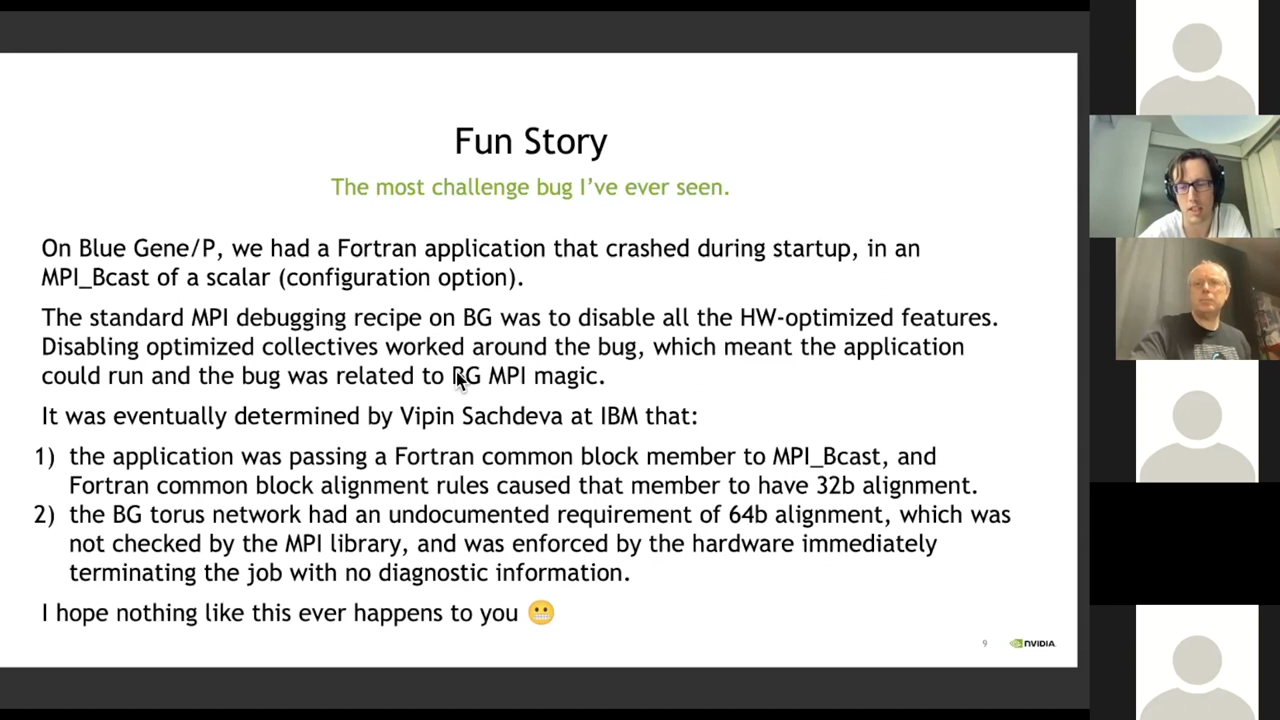 Fun Story
The most challenge bug I've ever seen.
On Blue Gene/P, we had a Fortran application that crashed during startup, in an
MPI_Bcast of a scalar (configuration option).
The standard MPI debugging recipe on BG was to disable all the HW-optimized features.
Disabling optimized collectives worked around the bug, which meant the application
could run and the bug was related to BG MPI magic.
It was eventually determined by Vipin Sachdeva at IBM that:
1) the application was passing a Fortran common block member to MPI_Bcast, and
Fortran common block alignment rules caused that member to have 32b alignment.
2) the BG torus network had an undocumented requirement of 64b alignment, which was
not checked by the MPI library, and was enforced by the hardware immediately
terminating the job with no diagnostic information.
I hope nothing like this ever happens to you 😬
9 NVIDIA